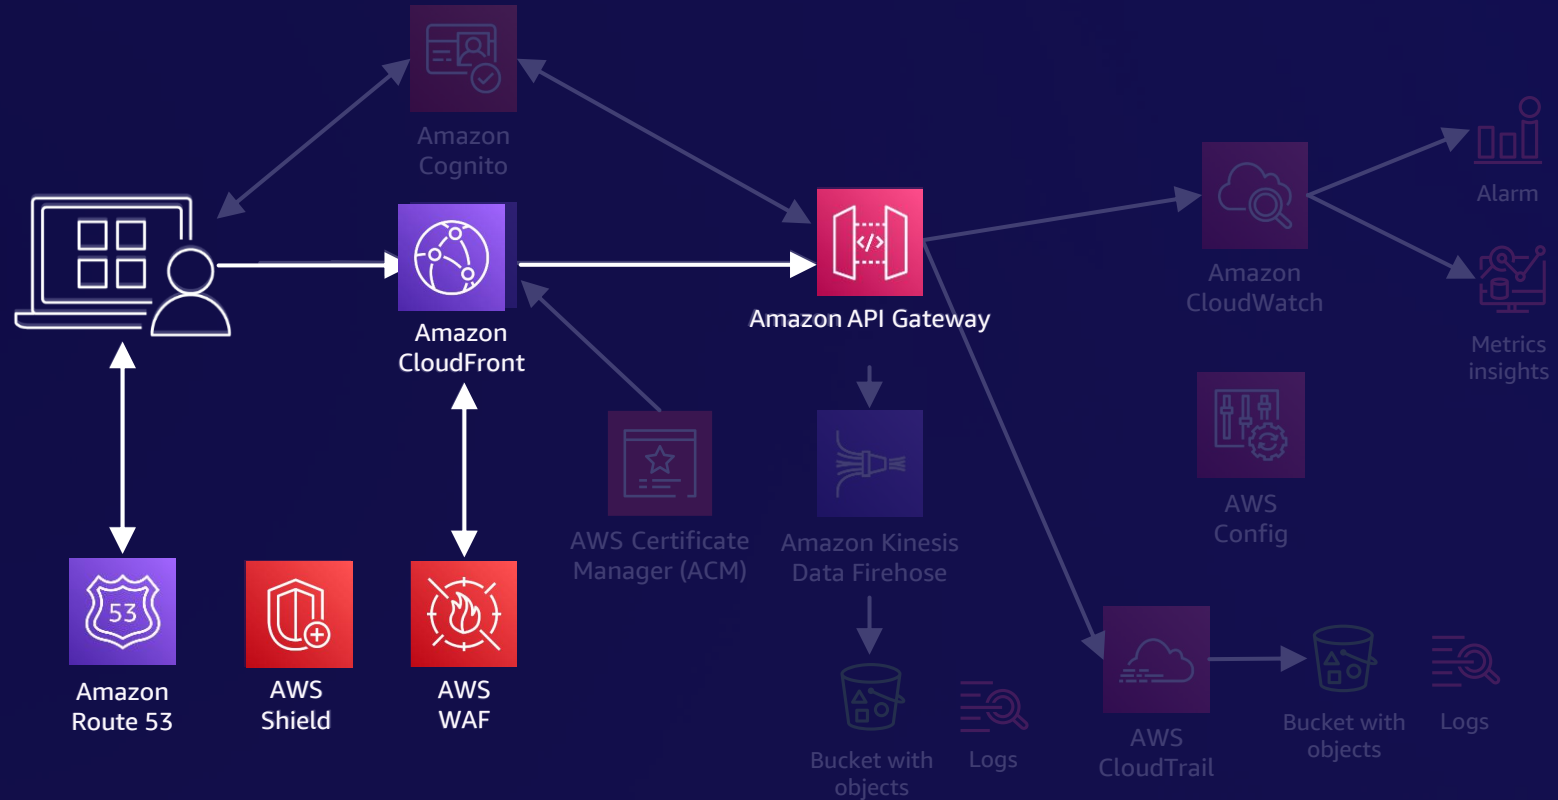 Amazon
Cognito
Alarm
Amazon
CloudWatch
</>
Amazon API Gateway
Amazon
CloudFront
Metrics
insights
AWS
Config
AWS Certificate
Manager (ACM)
Amazon Kinesis
Data Firehose
53
Amazon
Route 53
AWS
Shield
AWS
WAF
Bucket with
objects
Logs
AWS
CloudTrail
Bucket with
objects
Logs